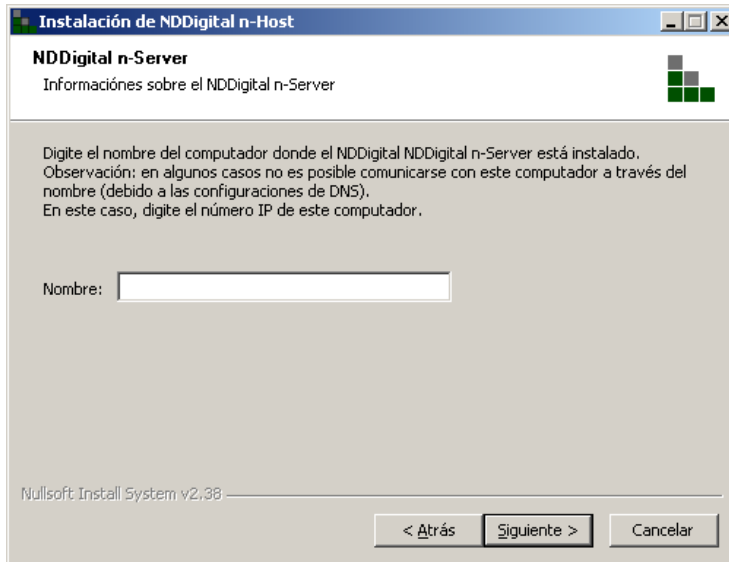 Instalación de NDDigital n-Host
NDDigital n-Server
Informaciónes sobre el NDDigital n-Server
Digite el nombre del computador donde el NDDigital NDDigital n-Server está instalado.
Observación: en algunos casos no es posible comunicarse con este computador a través del
nombre (debido a las configuraciones de DNS).
En este caso, digite el número IP de este computador.
Nombre:
Nullsoft Install System v2.38
< Atrás
Siguiente >
Cancelar